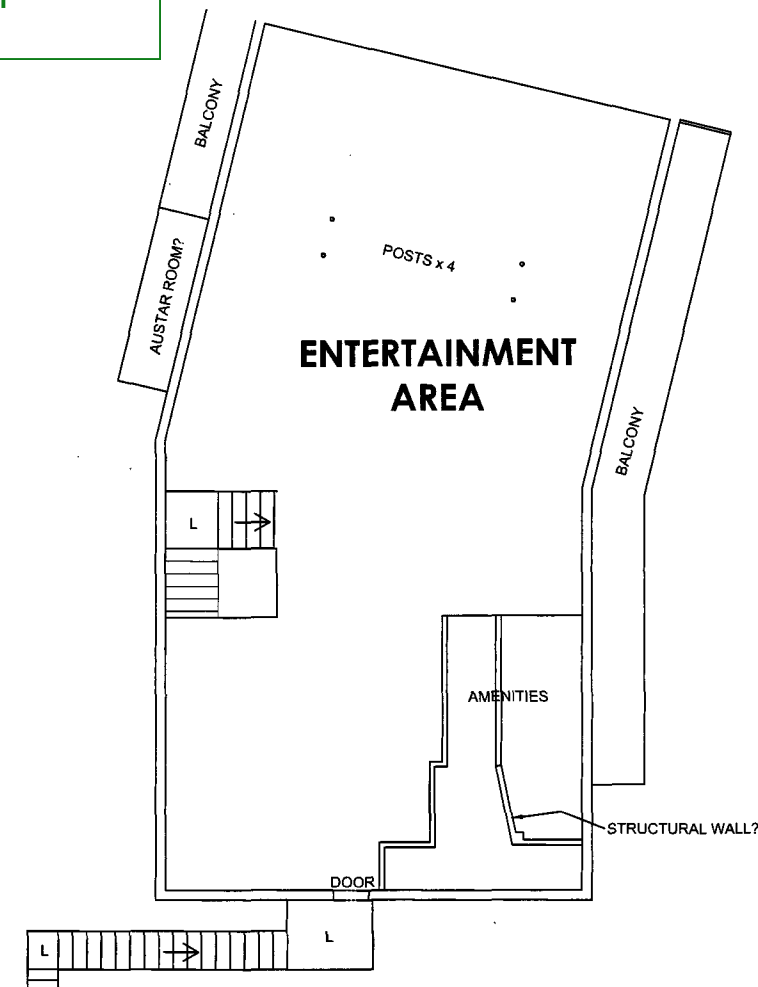 BALCONY
AUSTAR ROOM?
POSTS x 4
ENTERTAINMENT
AREA
BALCONY
L
AMENITIES
STRUCTURAL WALL?
DOOR
L
L